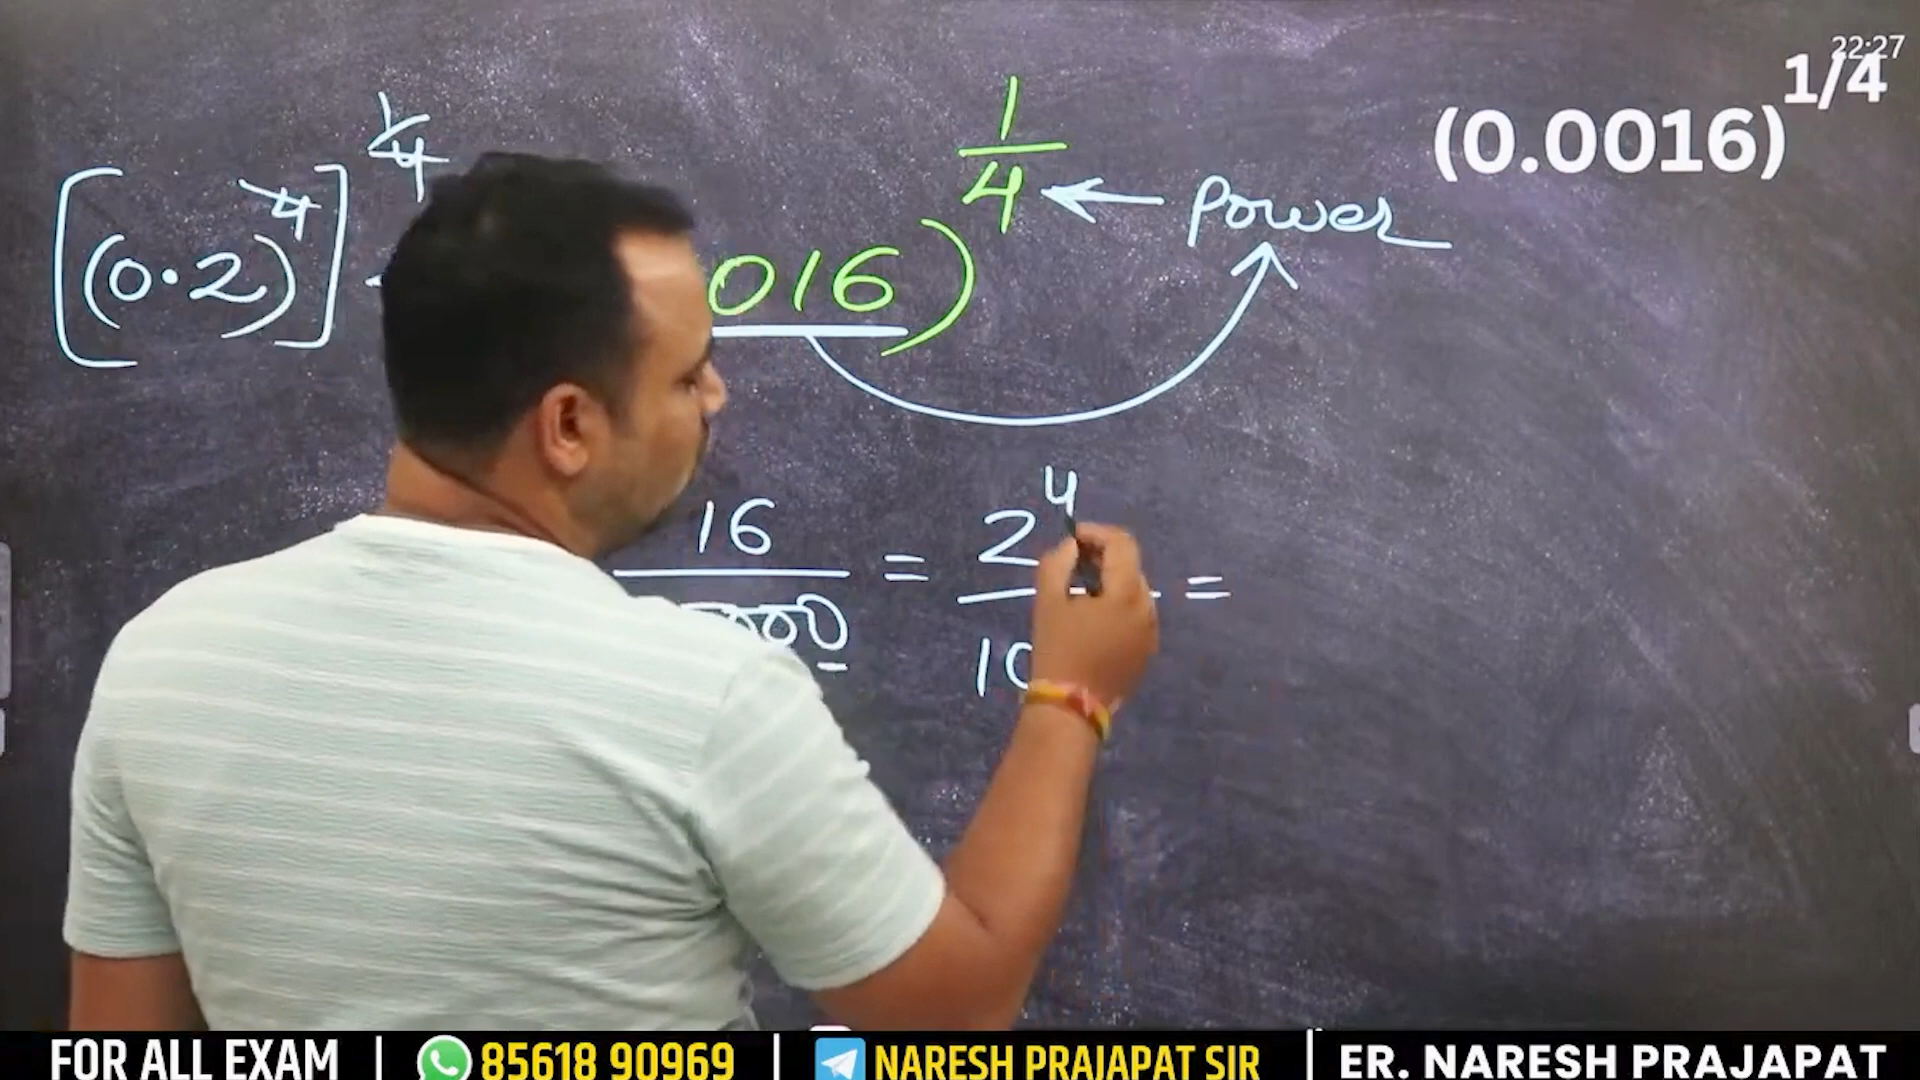 22:27
(0.0016)^1/4
[(0.2)^4]^1/4
016)^1/4 ← Power
16 = 2^4 =
000 10
FOR ALL EXAM | 85618 90969 | NARESH PRAJAPAT SIR | ER. NARESH PRAJAPAT